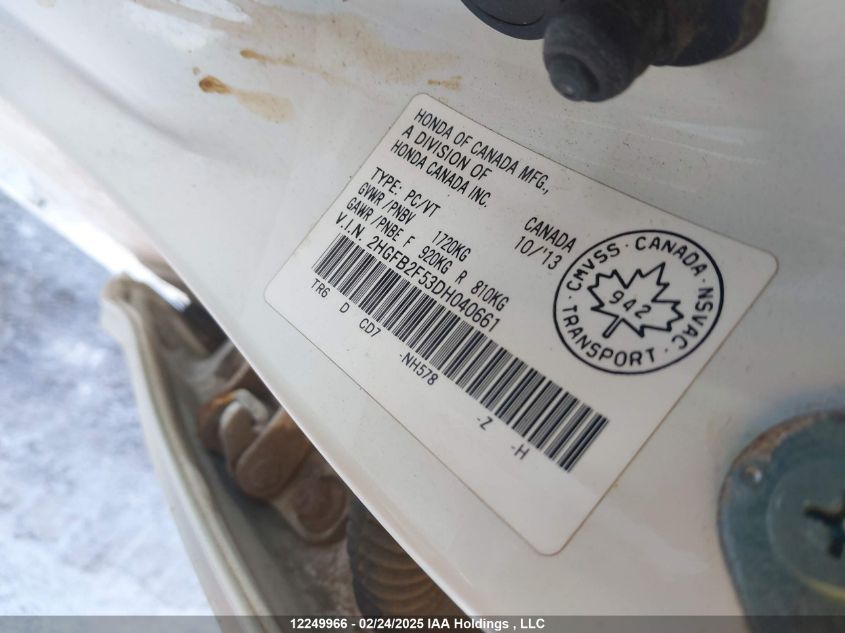 HONDA OF CANADA MFG.,
A DIVISION OF
HONDA CANADA INC.
CANADA
TYPE: PC/VT 10/'13
GVWR/PNBV 1720KG
GAWR/PNBE F 920KG R 810KG
V.I.N. 2HGFB2F53DH040661
TR6 D CD7 -NH578 -Z -H
CMVSS · CANADA · NSVAC
942
TRANSPORT
12249966 - 02/24/2025 IAA Holdings , LLC